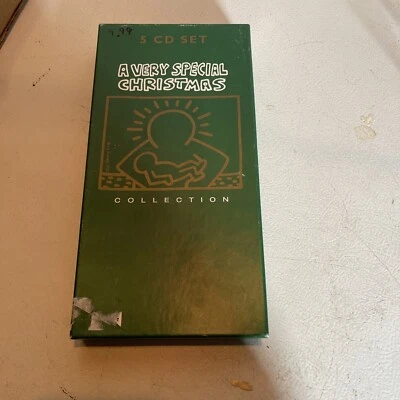 5 CD SET
A VERY SPECIAL
CHRISTMAS
COLLECTION